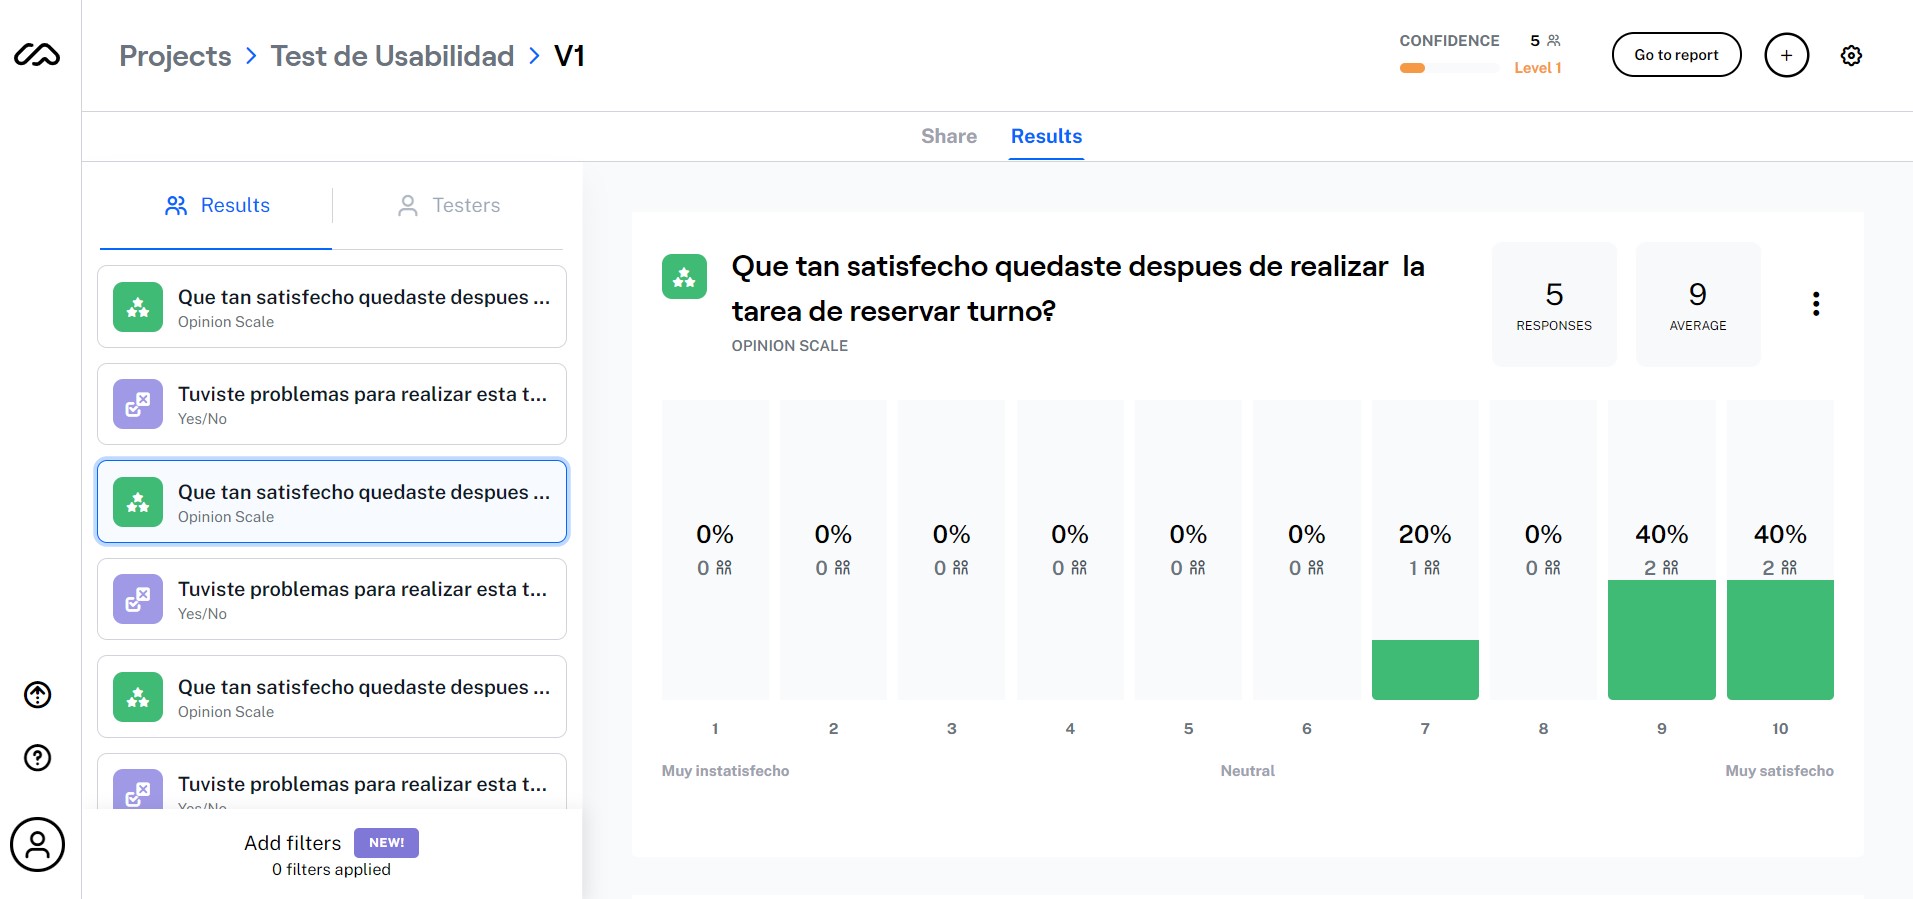 Projects > Test de Usabilidad > V1
CONFIDENCE 5
Level 1
Go to report
Share Results
Results Testers
Que tan satisfecho quedaste despues ...
Opinion Scale
Tuviste problemas para realizar esta t...
Yes/No
Que tan satisfecho quedaste despues ...
Opinion Scale
Tuviste problemas para realizar esta t...
Yes/No
Que tan satisfecho quedaste despues ...
Opinion Scale
Tuviste problemas para realizar esta t...
Yes/No
Add filters NEW!
0 filters applied
Que tan satisfecho quedaste despues de realizar la
tarea de reservar turno?
OPINION SCALE
5
RESPONSES
9
AVERAGE
0% 0% 0% 0% 0% 0% 20% 0% 40% 40%
0 0 0 0 0 0 1 0 2 2
1 2 3 4 5 6 7 8 9 10
Muy instatisfecho Neutral Muy satisfecho